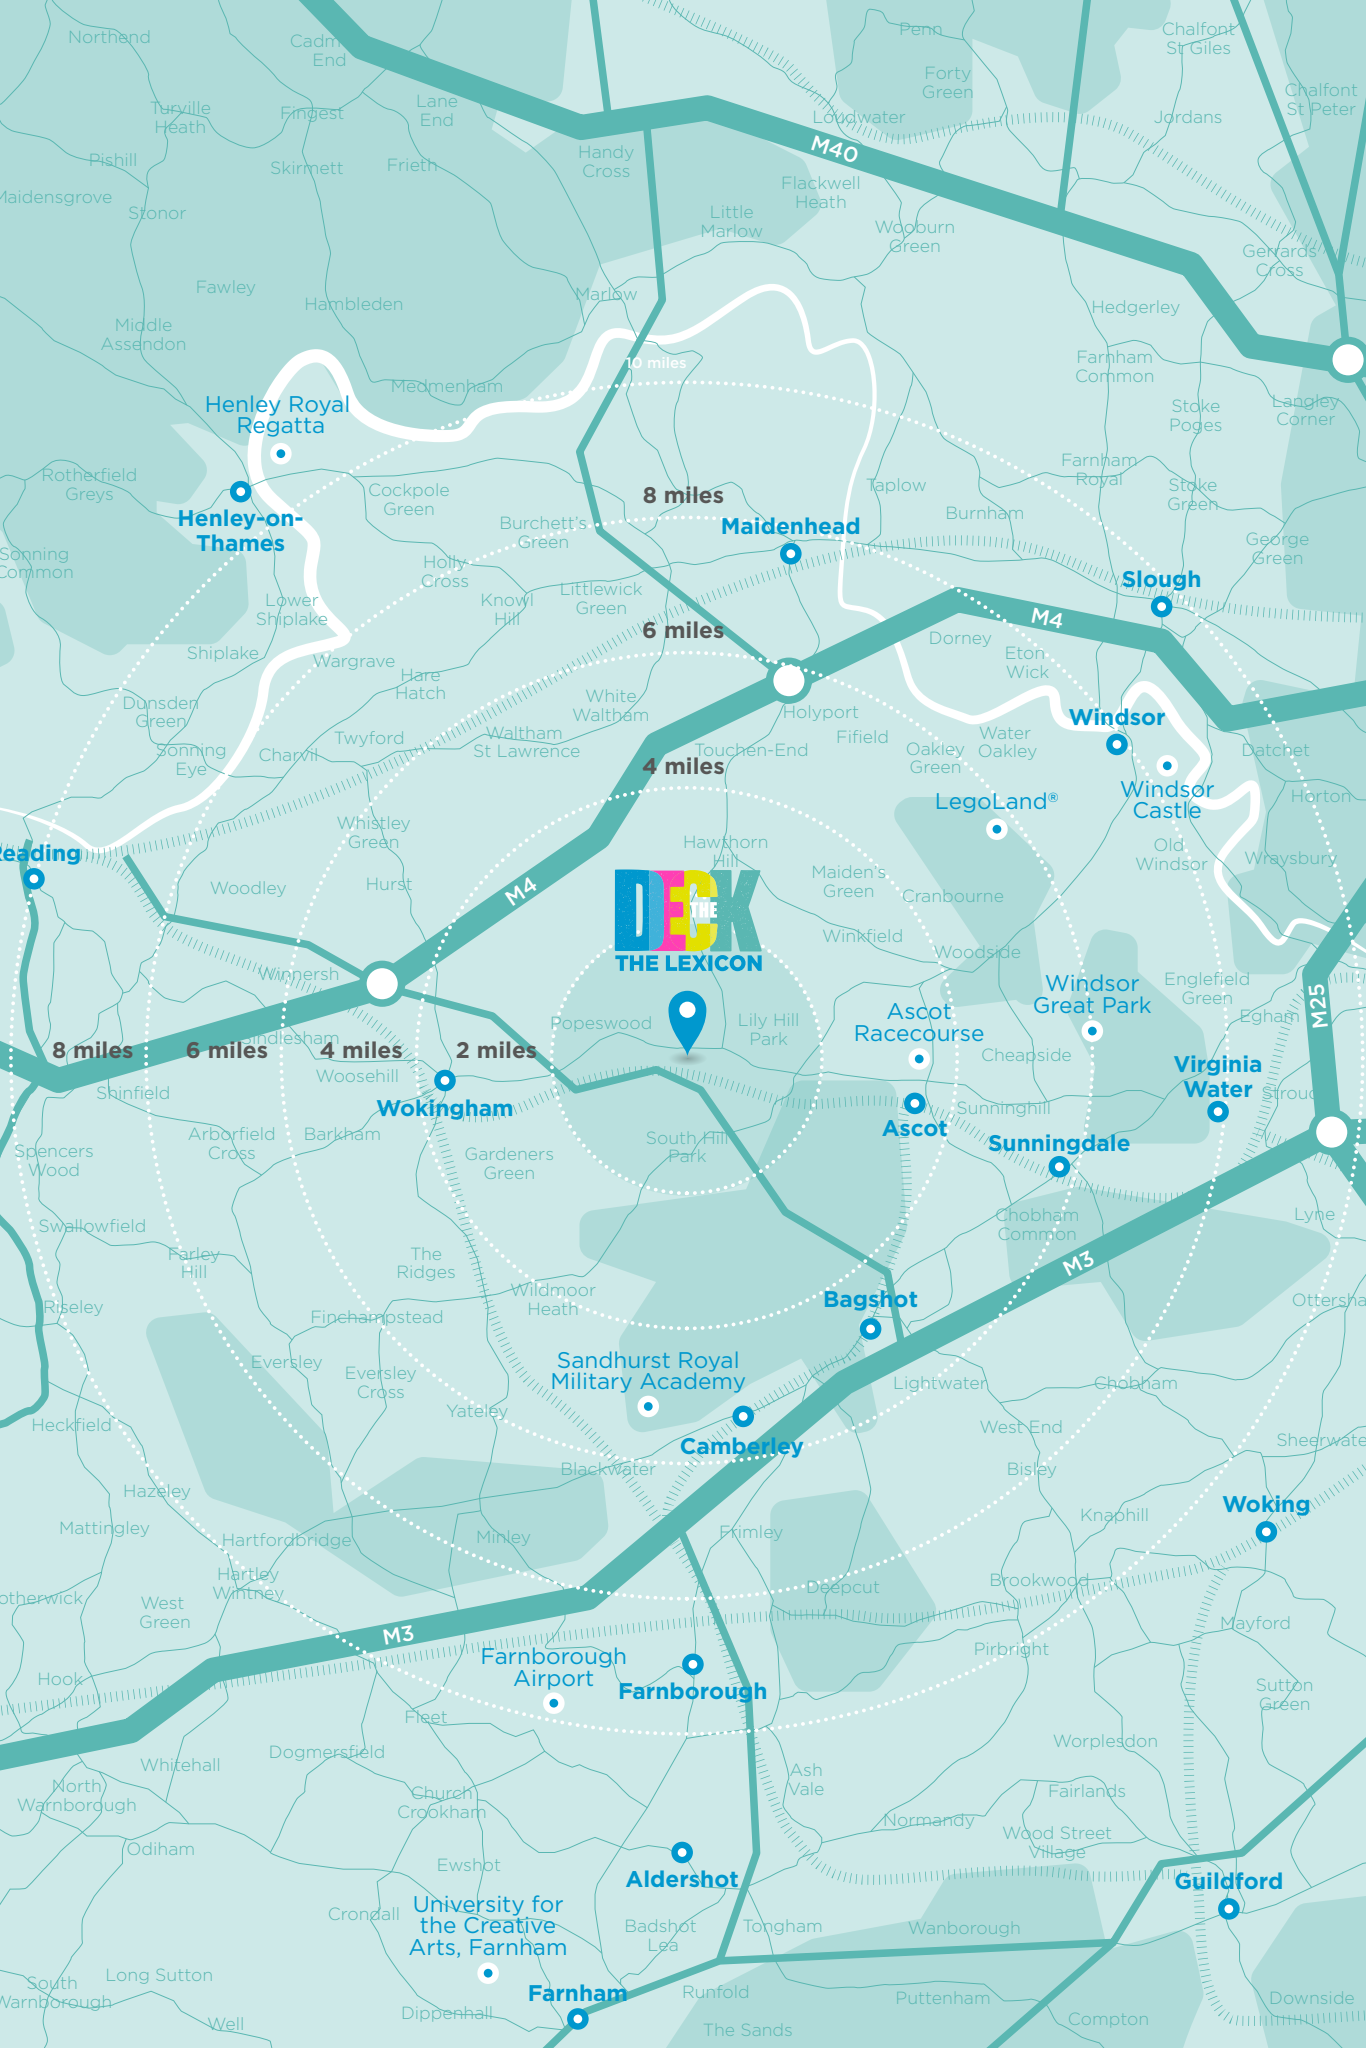 Northend
Cadm
End
Penn
Chalfont
St Giles
Forty
Green
Chalfont
St Peter
Turville
Heath
Fingest
Lane
End
Loudwater
Jordans
M40
Pishill
Skirmett
Frieth
Handy
Cross
Flackwell
Heath
Maidensgrove
Stonor
Little
Marlow
Wooburn
Green
Gerrards
Cross
Fawley
Hambleden
Marlow
Hedgerley
Middle
Assendon
10 miles
Farnham
Common
Medmenham
Henley Royal
Regatta
Stoke
Poges
Langley
Corner
Rotherfield
Greys
Cockpole
Green
8 miles
Taplow
Farnham
Royal
Stoke
Green
Henley-on-
Thames
Burchett's
Green
Maidenhead
Burnham
George
Green
Sonning
Common
Holly
Cross
Littlewick
Green
Slough
Lower
Shiplake
Knowl
Hill
6 miles
M4
Dorney
Shiplake
Wargrave
Hare
Hatch
Eton
Wick
White
Waltham
Dunsden
Green
Holyport
Windsor
Sonning
Eye
Charvil
Twyford
Waltham
St Lawrence
Touchen-End
Fifield
Oakley
Green
Water
Oakley
Datchet
4 miles
LegoLand®
Windsor
Castle
Horton
Whistley
Green
Hawthorn
Hill
Reading
Old
Windsor
Wraysbury
Woodley
Hurst
M4
Maiden's
Green
Cranbourne
DECK
THE
THE LEXICON
Winkfield
Woodside
Winnersh
Windsor
Great Park
Englefield
Green
M25
Egham
Popeswood
Lily Hill
Park
Ascot
Racecourse
8 miles
6 miles
4 miles
2 miles
indlesham
Cheapside
Virginia
Water
Woosehill
Shinfield
Wokingham
Stroud
Sunninghill
Arborfield
Cross
Barkham
South Hill
Park
Ascot
Sunningdale
Spencers
Wood
Gardeners
Green
Swallowfield
Chobham
Common
Lyne
Farley
Hill
The
Ridges
M3
Riseley
Finchampstead
Wildmoor
Heath
Bagshot
Ottersha
Eversley
Eversley
Cross
Sandhurst Royal
Military Academy
Lightwater
Chobham
Heckfield
Yateley
Camberley
West End
Sheerwate
Blackwater
Bisley
Hazeley
Woking
Mattingley
Hartfordbridge
Minley
Frimley
Knaphill
Hartley
Wintney
Deepcut
Brookwood
otherwick
West
Green
Mayford
M3
Pirbright
Hook
Farnborough
Airport
Farnborough
Sutton
Green
Fleet
Dogmersfield
Worplesdon
Whitehall
Ash
Vale
North
Warnborough
Church
Crookham
Fairlands
Normandy
Odiham
Wood Street
Village
Ewshot
Aldershot
Guildford
Crondall
University for
the Creative
Arts, Farnham
Badshot
Lea
Tongham
Wanborough
South
Warnborough
Long Sutton
Farnham
Runfold
Puttenham
Downside
Well
Dippenhall
The Sands
Compton